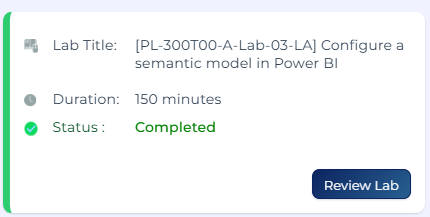 Lab Title: [PL-300T00-A-Lab-03-LA] Configure a
semantic model in Power BI
Duration: 150 minutes
Status : Completed
Review Lab